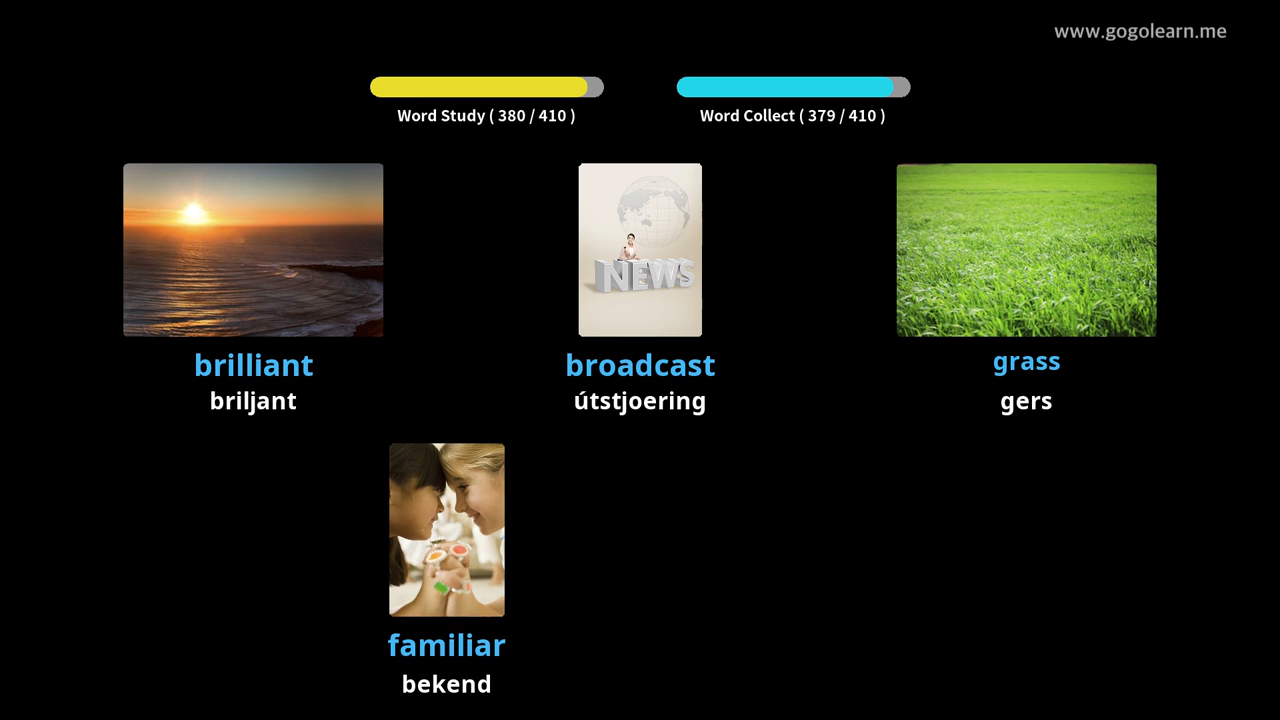 www.gogolearn.me
Word Study ( 380 / 410 )
Word Collect ( 379 / 410 )
NEWS
brilliant
briljant
broadcast
útstjoering
grass
gers
familiar
bekend